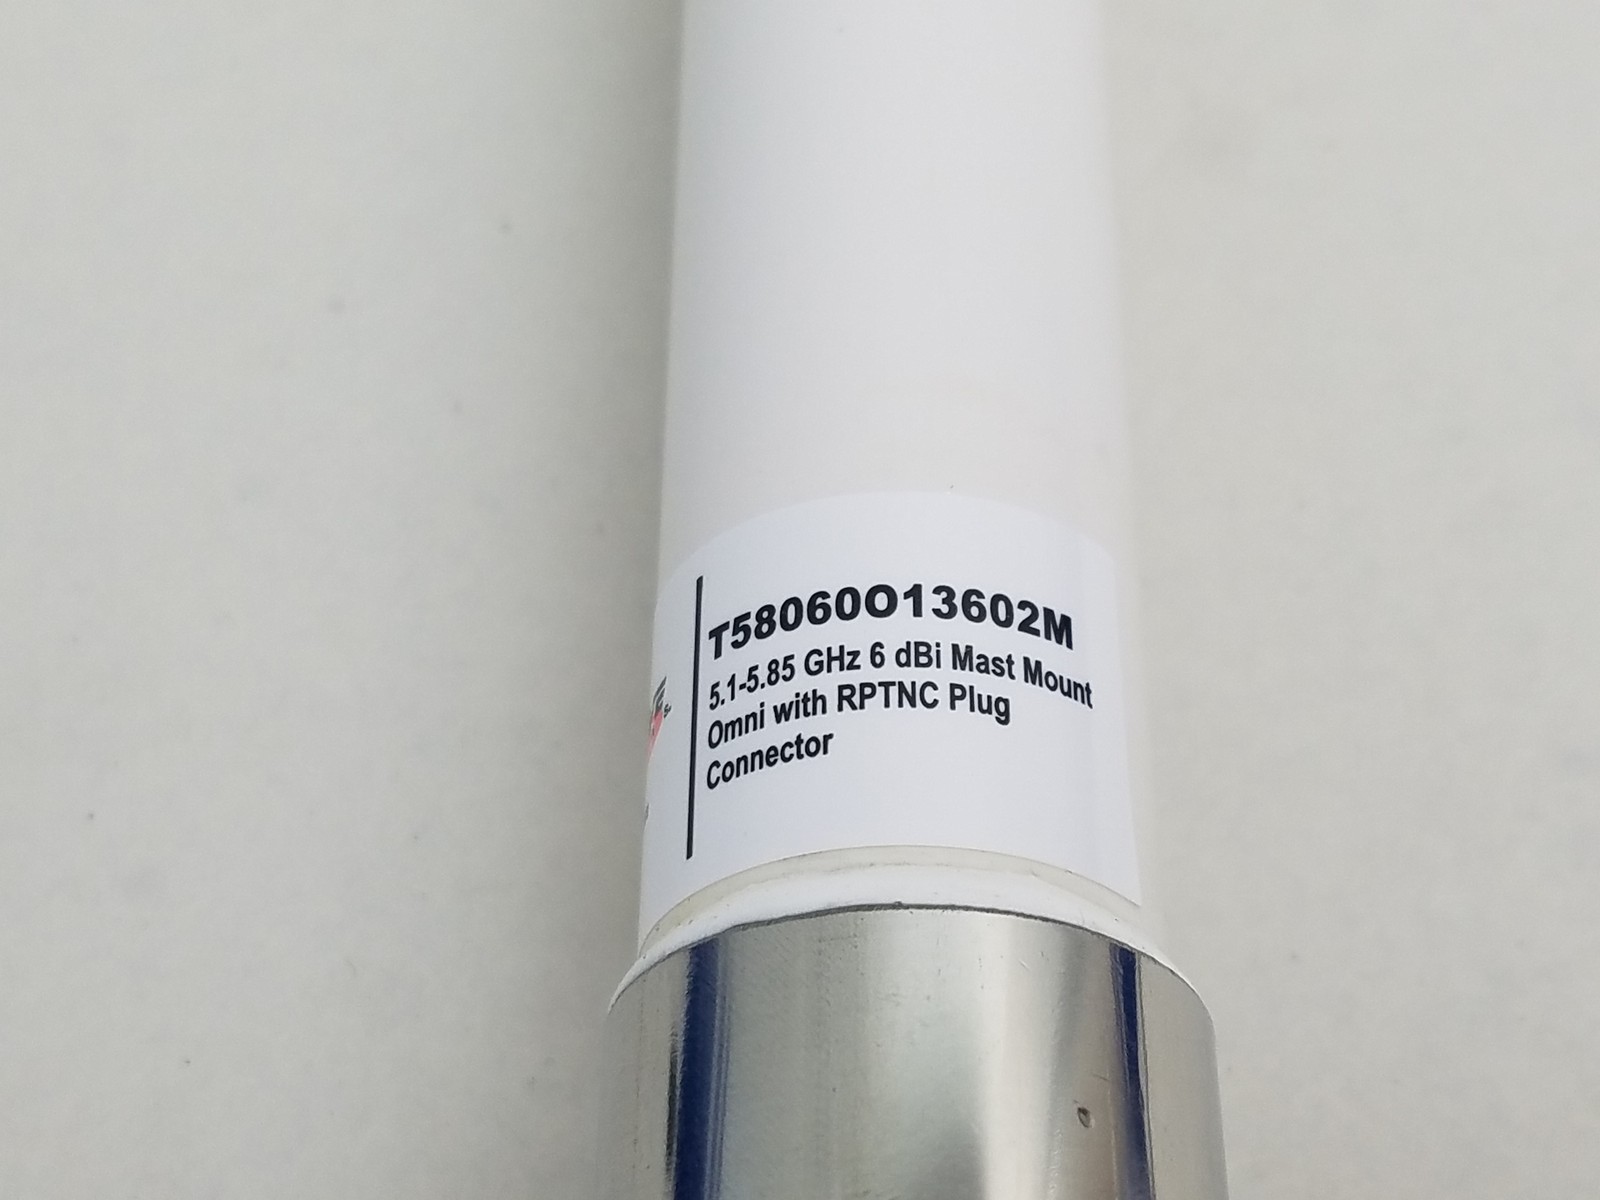 T58060O13602M
5.1-5.85 GHz 6 dBi Mast Mount
Omni with RPTNC Plug
Connector